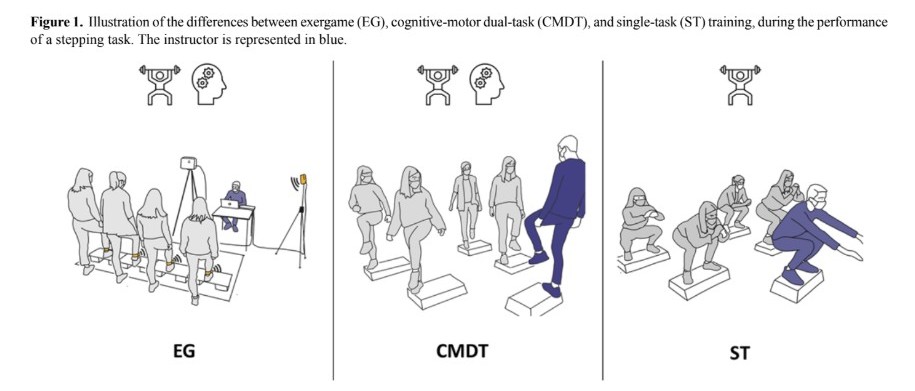 Figure 1. Illustration of the differences between exergame (EG), cognitive-motor dual-task (CMDT), and single-task (ST) training, during the performance
of a stepping task. The instructor is represented in blue.
EG
CMDT
ST